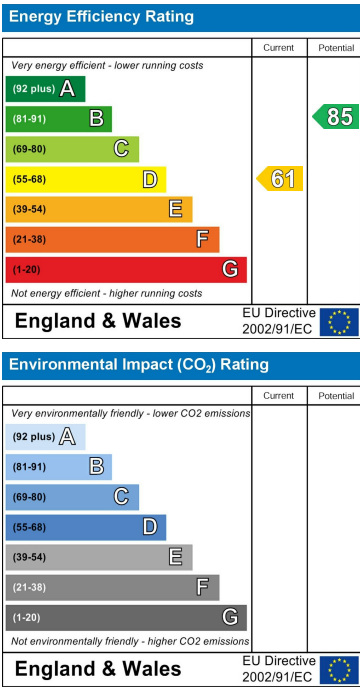 Energy Efficiency Rating
Current Potential
Very energy efficient - lower running costs
(92 plus) A
(81-91) B
85
(69-80) C
(55-68) D
61
(39-54) E
(21-38) F
(1-20) G
Not energy efficient - higher running costs
England & Wales
EU Directive
2002/91/EC
Environmental Impact (CO2) Rating
Current Potential
Very environmentally friendly - lower CO2 emissions
(92 plus) A
(81-91) B
(69-80) C
(55-68) D
(39-54) E
(21-38) F
(1-20) G
Not environmentally friendly - higher CO2 emissions
England & Wales
EU Directive
2002/91/EC